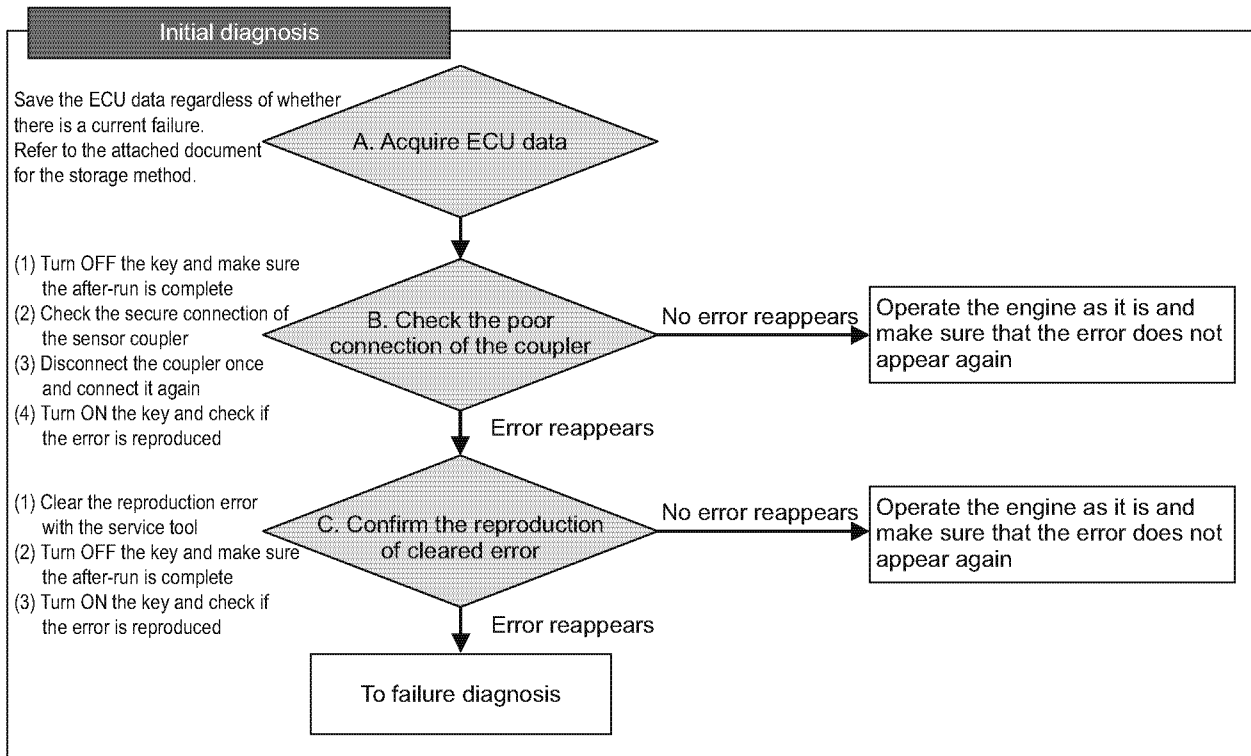 Initial diagnosis
Save the ECU data regardless of whether
there is a current failure.
Refer to the attached document
for the storage method.
A. Acquire ECU data
(1) Turn OFF the key and make sure
the after-run is complete
(2) Check the secure connection of
the sensor coupler
(3) Disconnect the coupler once
and connect it again
(4) Turn ON the key and check if
the error is reproduced
B. Check the poor
connection of the coupler
No error reappears
Operate the engine as it is and
make sure that the error does not
appear again
Error reappears
(1) Clear the reproduction error
with the service tool
(2) Turn OFF the key and make sure
the after-run is complete
(3) Turn ON the key and check if
the error is reproduced
C. Confirm the reproduction
of cleared error
No error reappears
Operate the engine as it is and
make sure that the error does not
appear again
Error reappears
To failure diagnosis